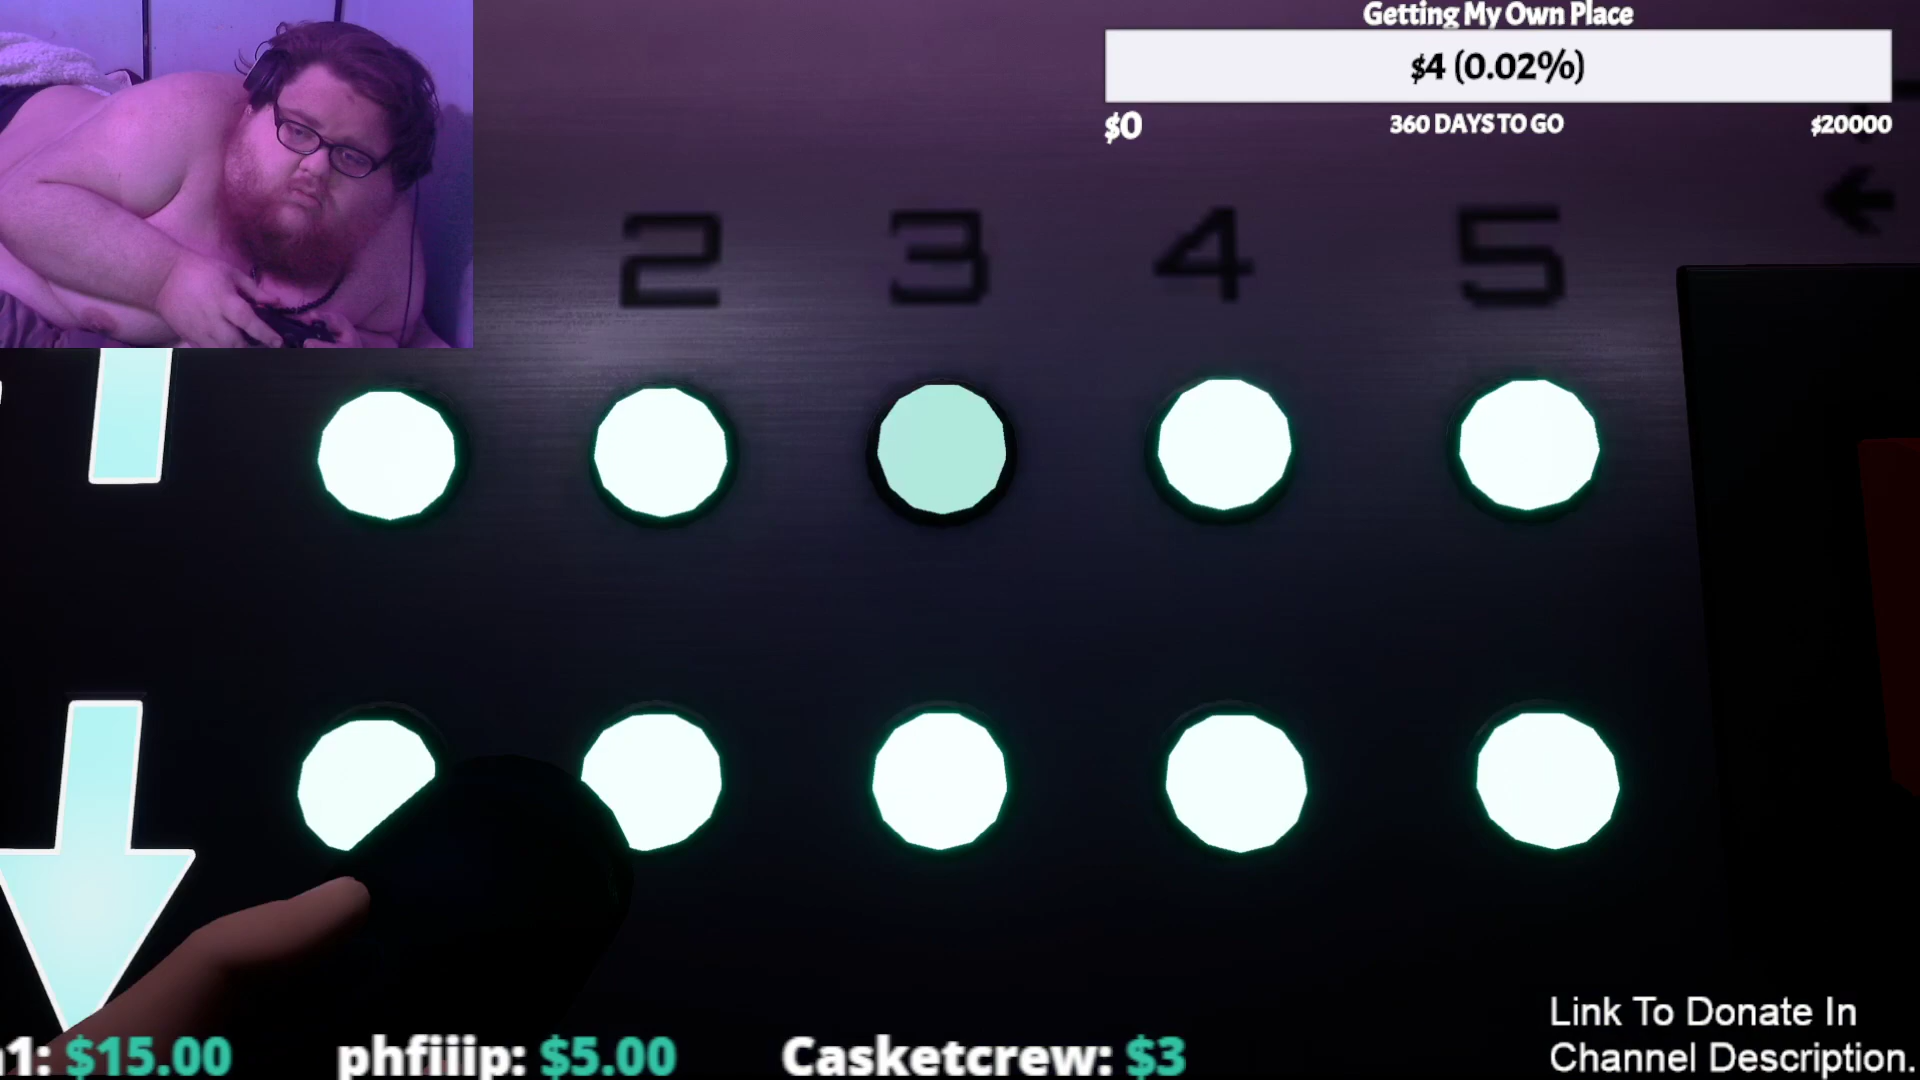 Getting My Own Place
$4 (0.02%)
$0 360 DAYS TO GO $20000
2 3 4 5
Link To Donate In
Channel Description.
1: $15.00 phfiiip: $5.00 Casketcrew: $3